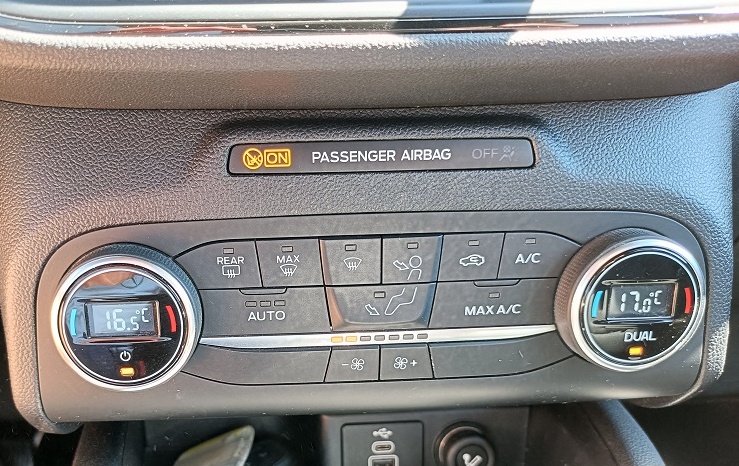 ON PASSENGER AIRBAG OFF
REAR MAX A/C
AUTO MAX A/C
16.5°C 17.0°C
DUAL
- +